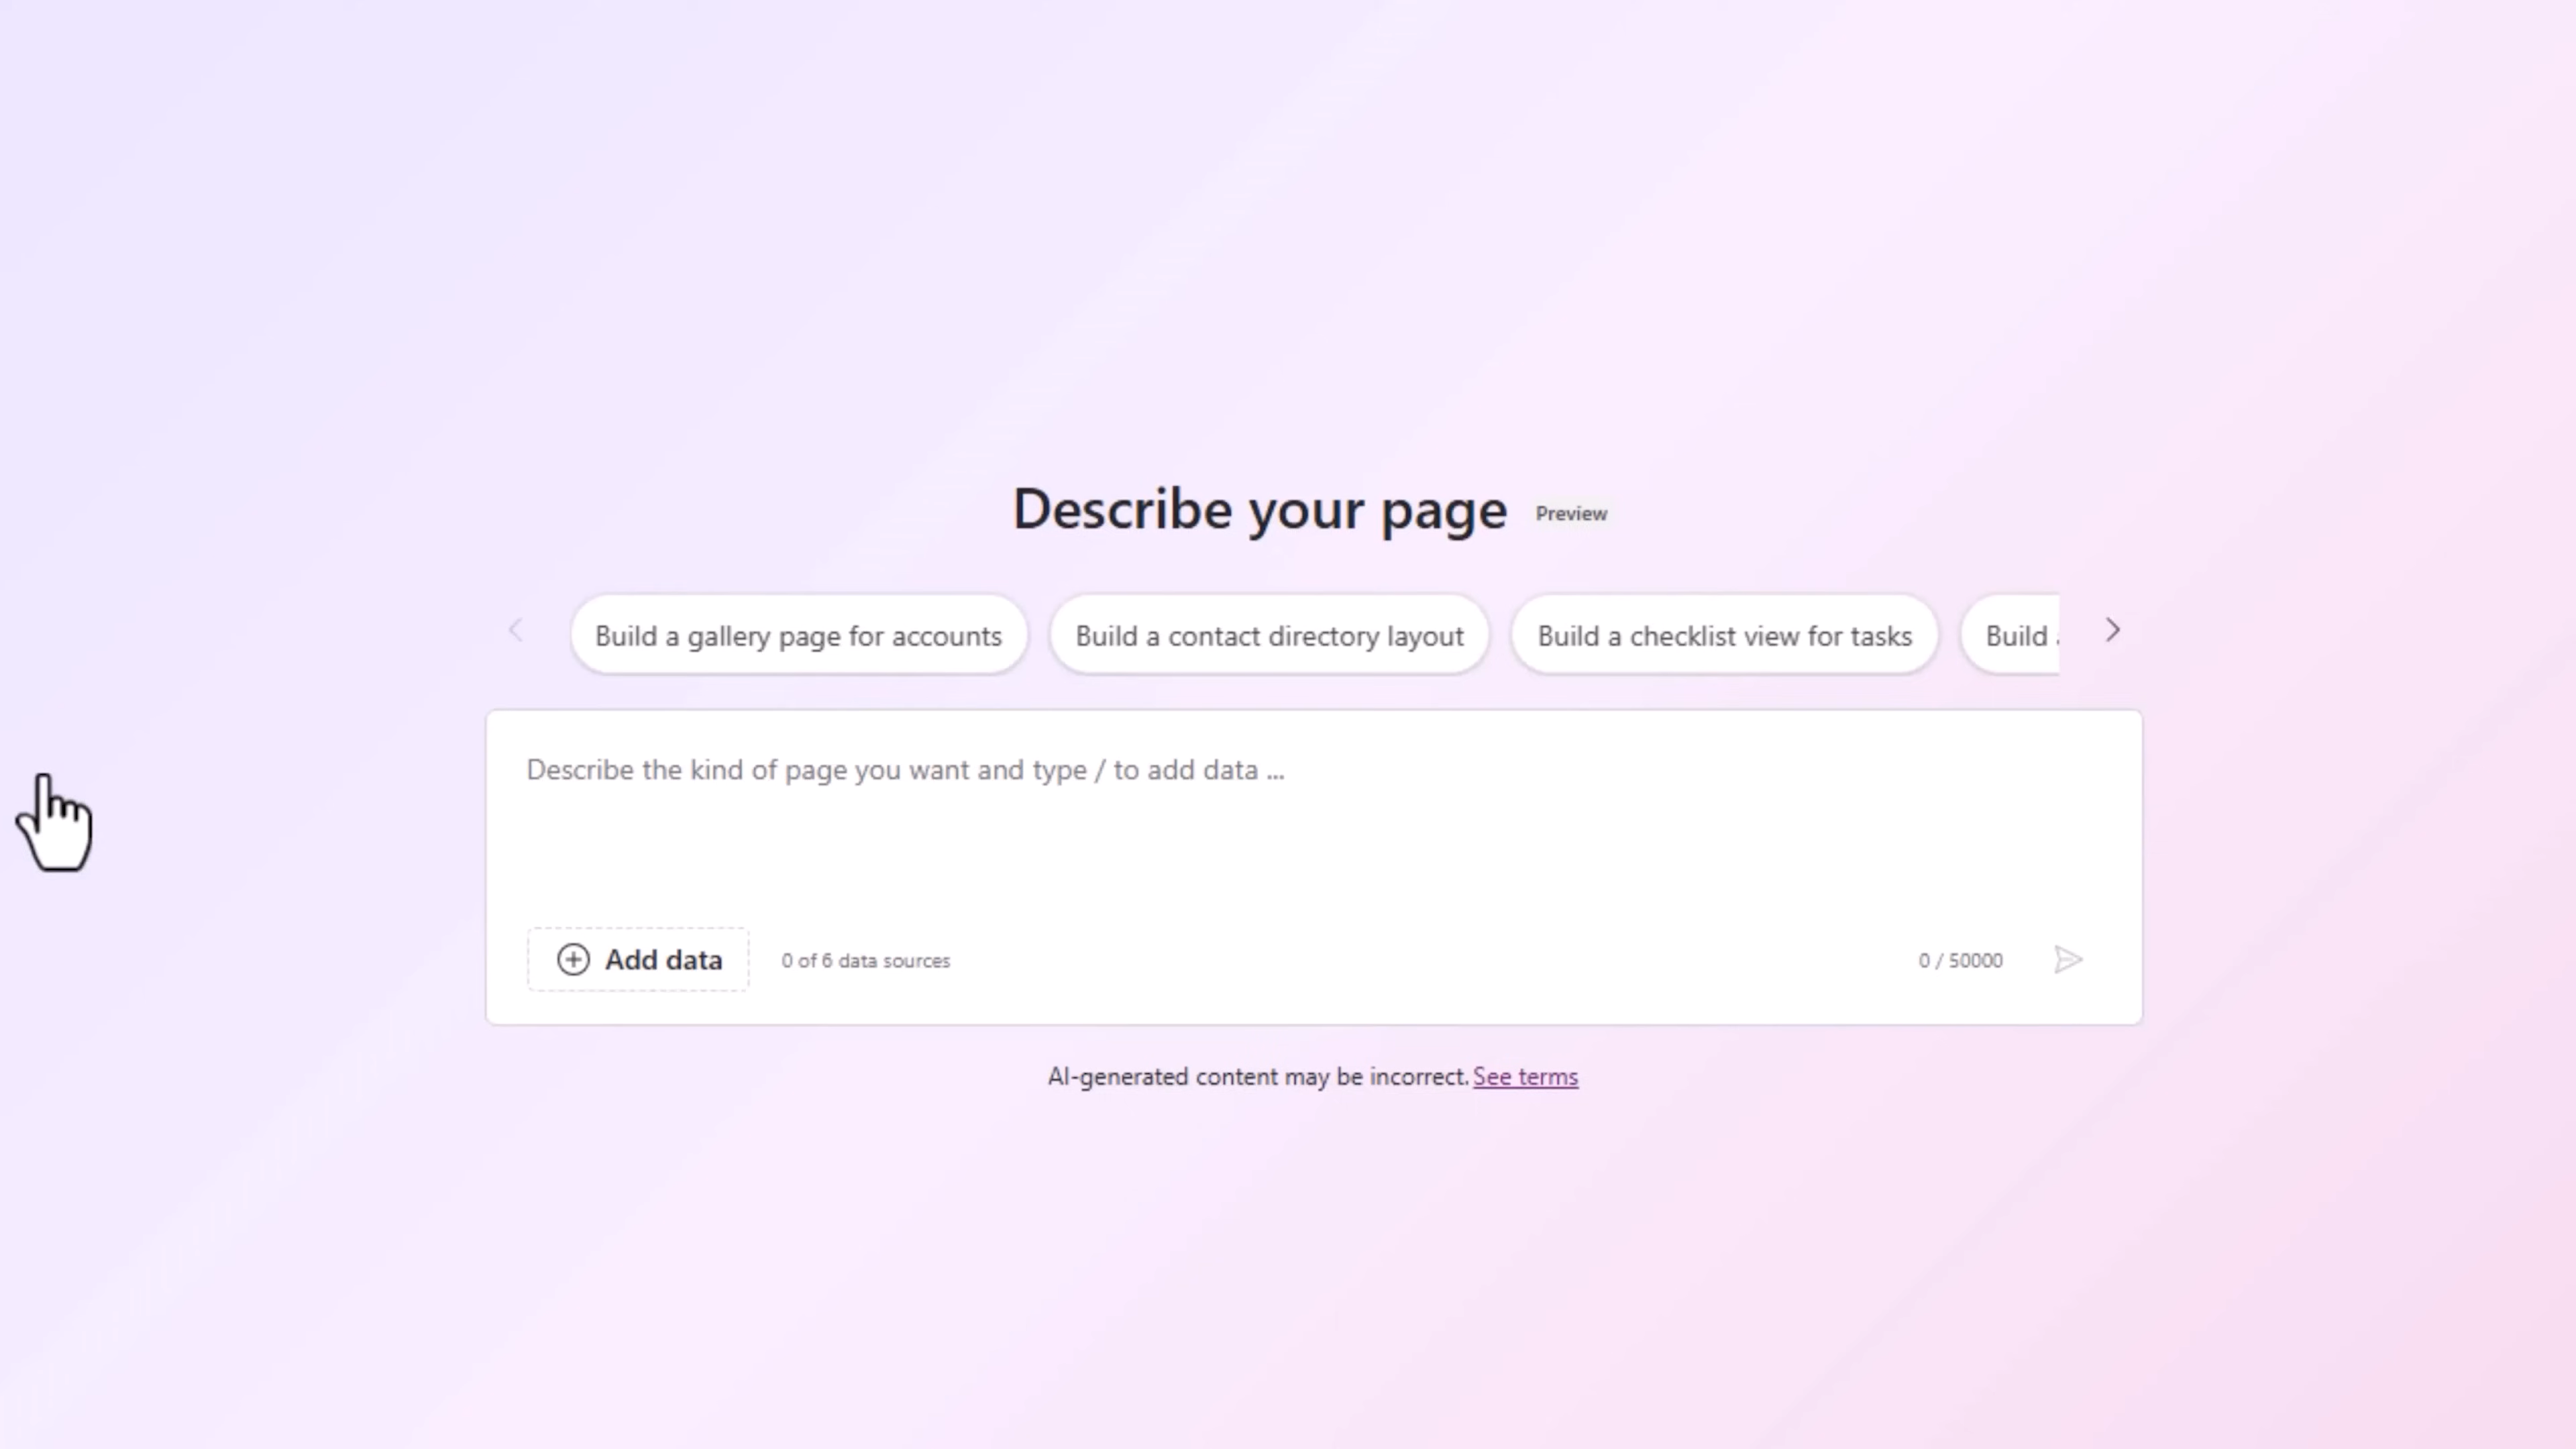 Describe your page Preview
Build a gallery page for accounts
Build a contact directory layout
Build a checklist view for tasks
Build
Describe the kind of page you want and type / to add data ...
Add data
0 of 6 data sources
0 / 50000
AI-generated content may be incorrect. See terms